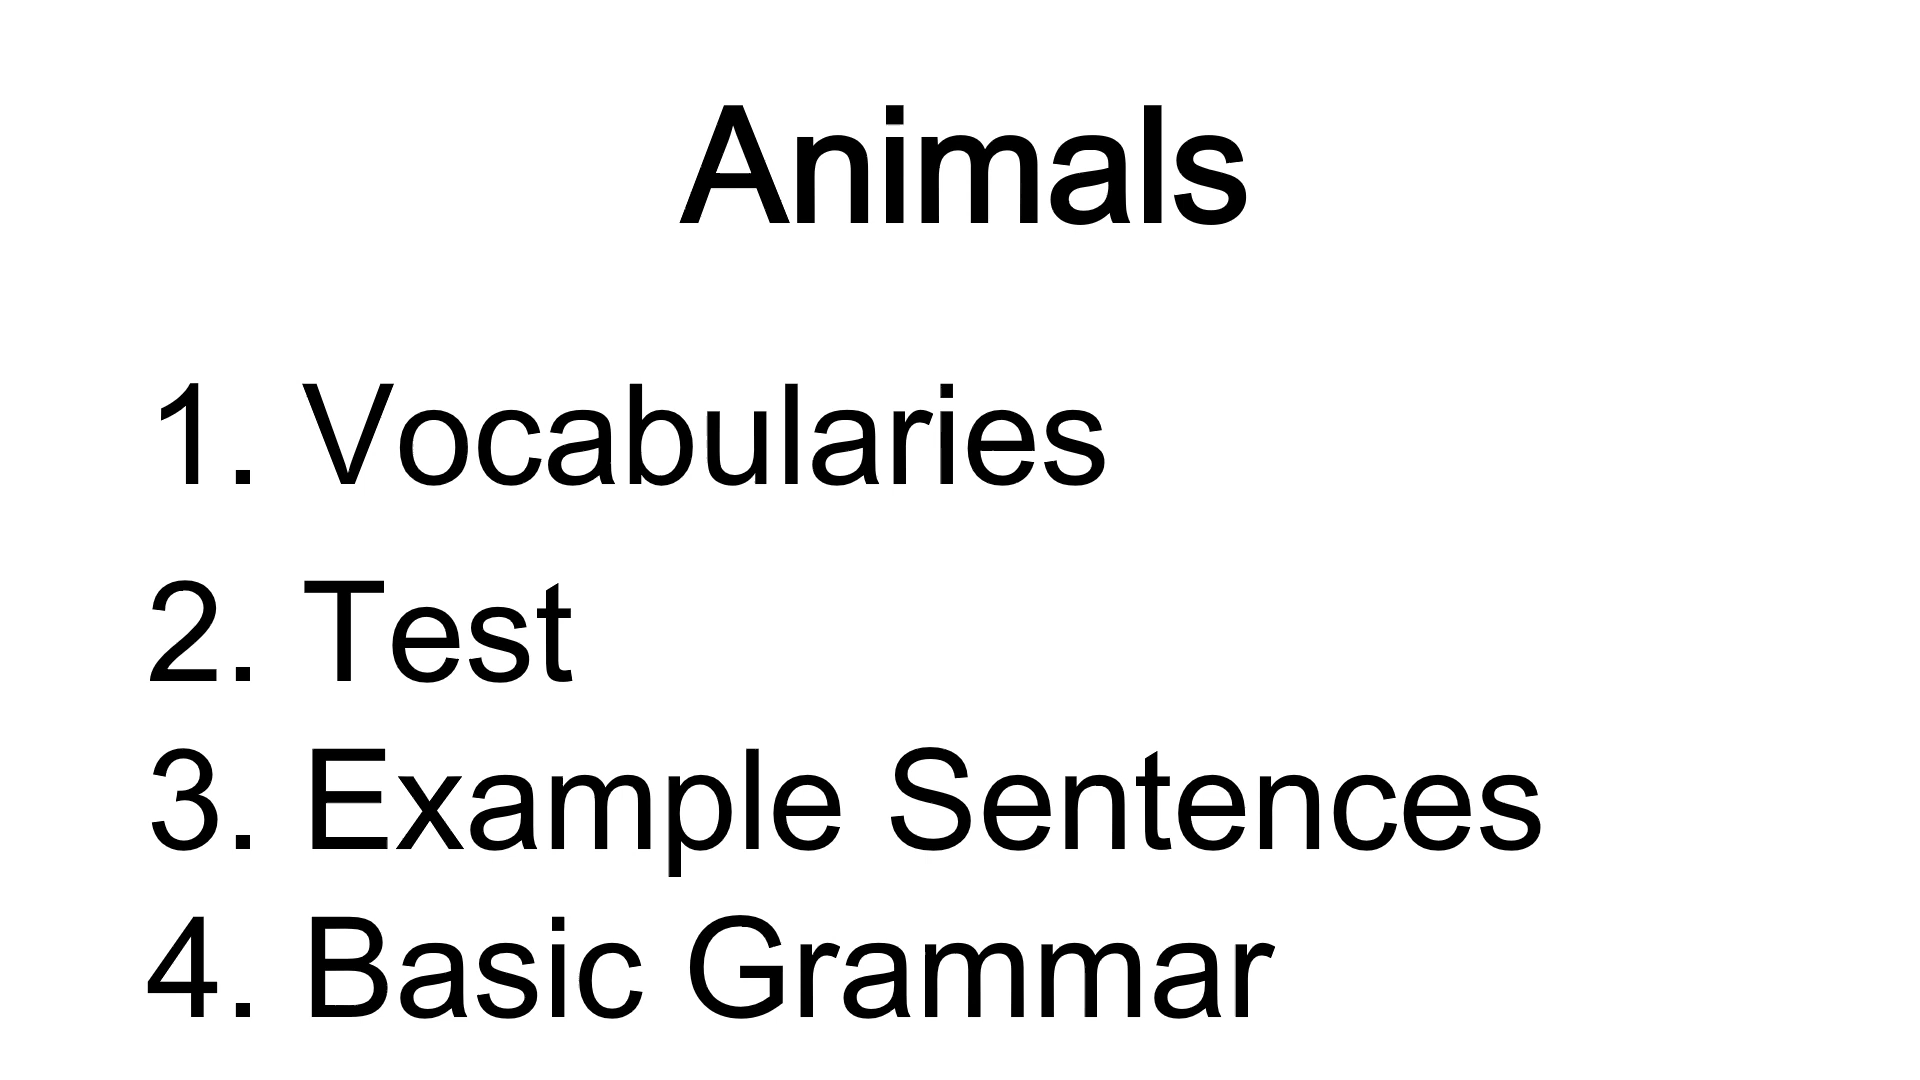 Animals
1. Vocabularies
2. Test
3. Example Sentences
4. Basic Grammar